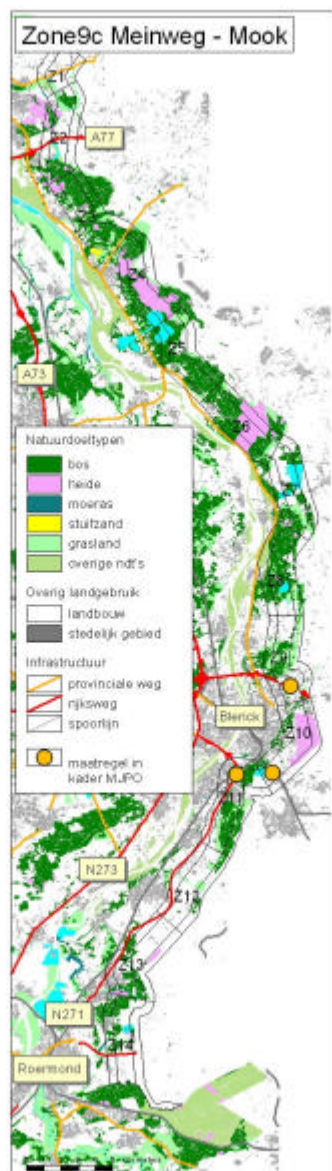 Zone9c Meinweg - Mook
Z1
A77
Z2
Z4
Z5
A73
Z6
Natuurdoeltypen
bos
heide
moeras
stuifzand
grasland
overige ndt's
Overig landgebruik
landbouw
stedelijk gebied
Infrastructuur
provinciale weg
rijksweg
spoorlijn
maatregel in
kader MJPO
Blerick
Z10
Z11
N273
Z12
Z13
N271
Z14
Roermond